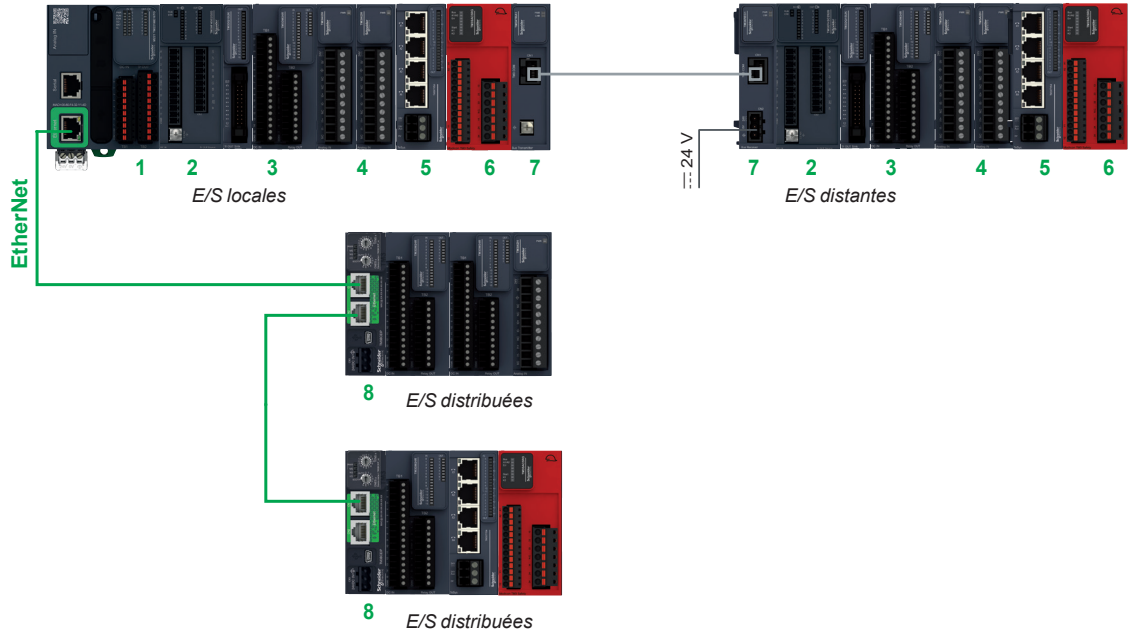 1 2 3 4 5 6 7
E/S locales
24 V
7 2 3 4 5 6
E/S distantes
EtherNet
8
E/S distribuées
8
E/S distribuées